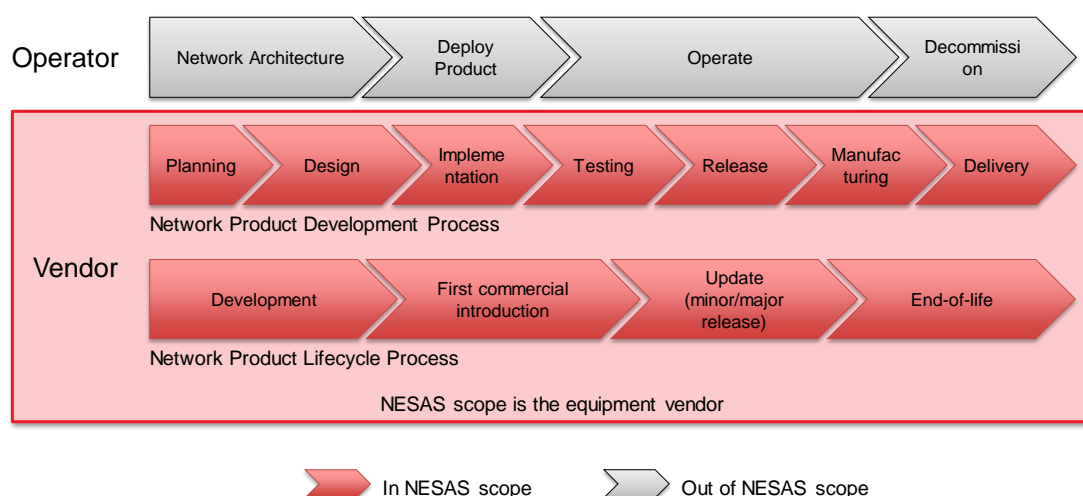 Operator
Network Architecture
Deploy
Product
Operate
Decommissi
on
Vendor
Planning
Design
Impleme
ntation
Testing
Release
Manufac
turing
Delivery
Network Product Development Process
Development
First commercial
introduction
Update
(minor/major
release)
End-of-life
Network Product Lifecycle Process
NESAS scope is the equipment vendor
In NESAS scope
Out of NESAS scope